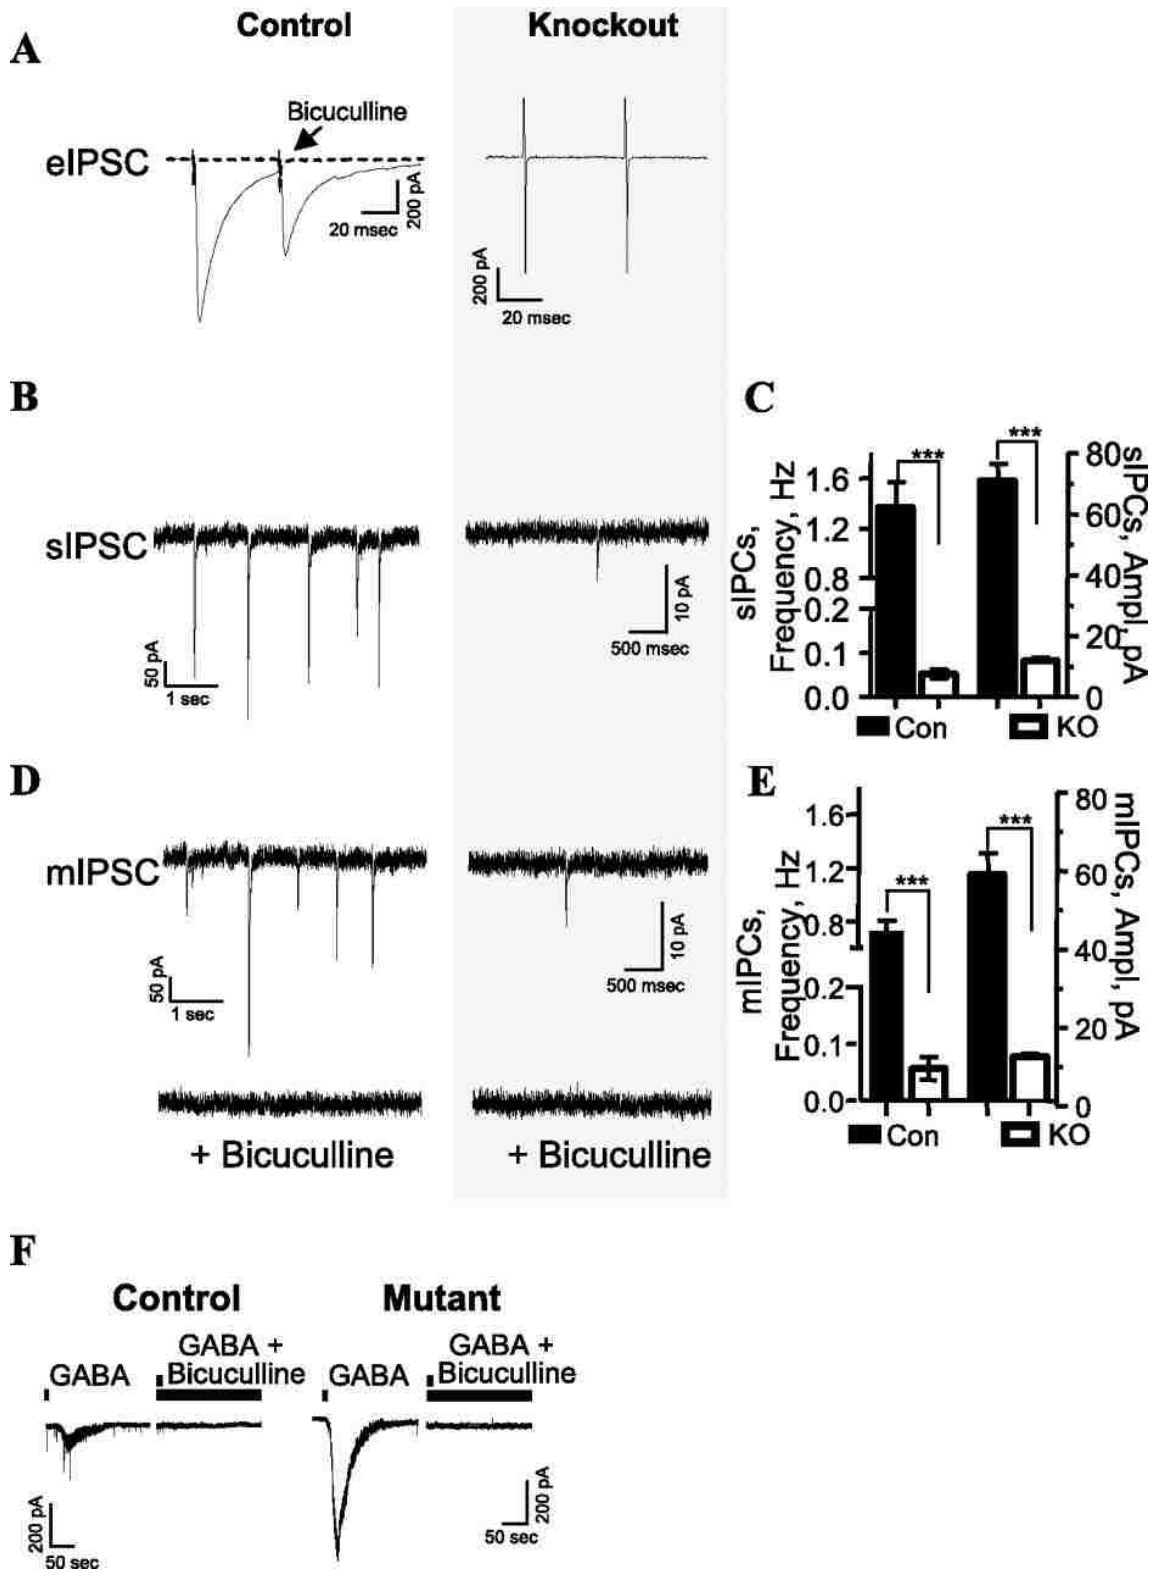 Control
Knockout
A
Bicuculline
eIPSC
200 pA
20 msec
200 pA
20 msec
B
sIPSC
50 pA
1 sec
10 pA
500 msec
C
***
***
sIPCs,
Frequency, Hz
1.6
1.2
0.8
0.2
0.1
0.0
80
60
40
20
0
sIPCs, Ampl, pA
Con
KO
D
mIPSC
50 pA
1 sec
10 pA
500 msec
+ Bicuculline
+ Bicuculline
E
***
***
mIPCs,
Frequency, Hz
1.6
1.2
0.8
0.2
0.1
0.0
80
60
40
20
0
mIPCs, Ampl, pA
Con
KO
F
Control
Mutant
GABA
GABA +
Bicuculline
GABA
GABA +
Bicuculline
200 pA
50 sec
200 pA
50 sec